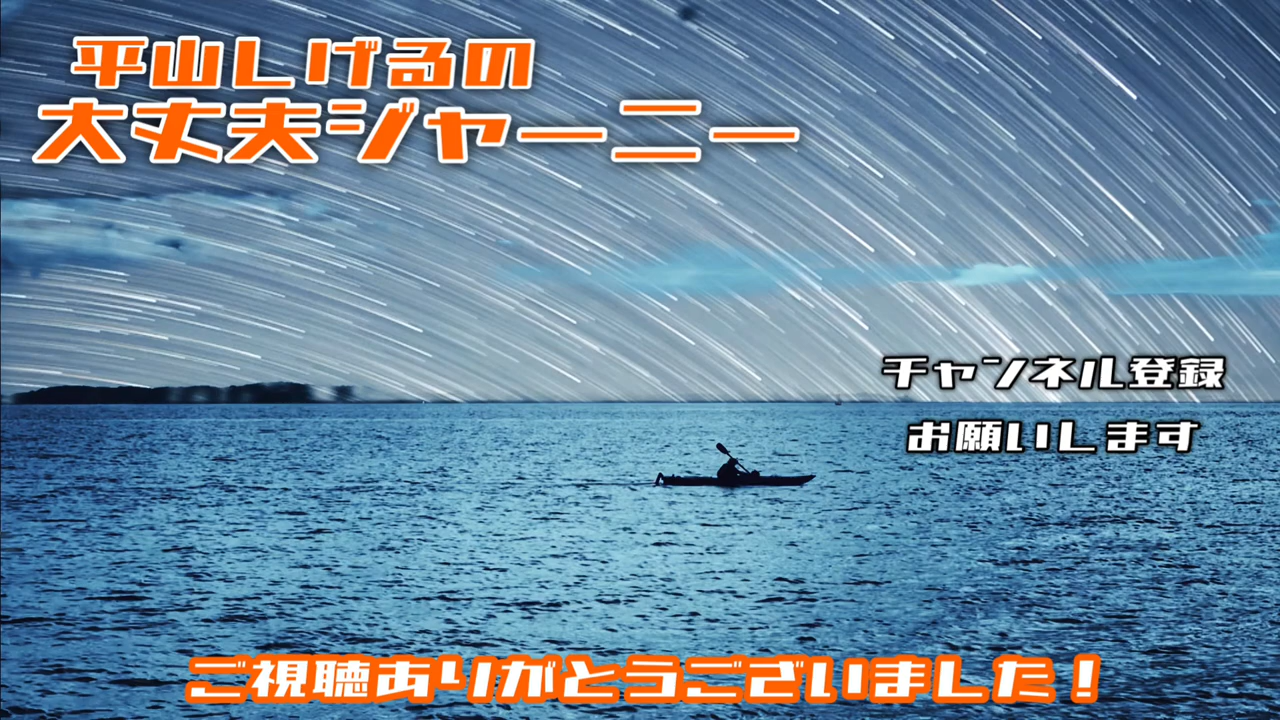 平山しげるの
大丈夫ジャーニー
チャンネル登録
お願いします
ご視聴ありがとうございました！